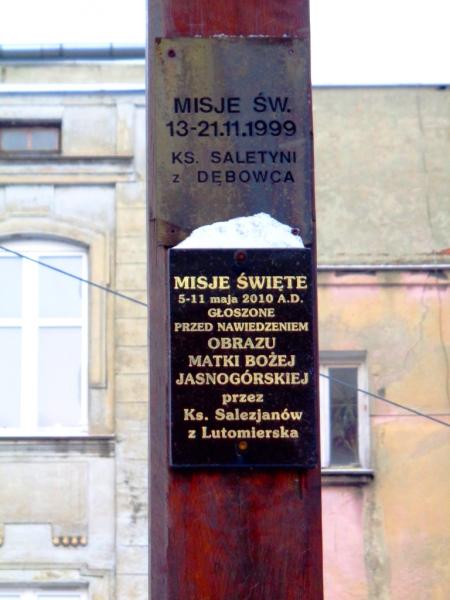 MISJE ŚW.
13-21.11.1999
KS. SALETYNI
z DĘBOWCA
MISJE ŚWIĘTE
5-11 maja 2010 A.D.
GŁOSZONE
PRZED NAWIEDZENIEM
OBRAZU
MATKI BOŻEJ
JASNOGÓRSKIEJ
przez
Ks. Salezjanów
z Lutomierska